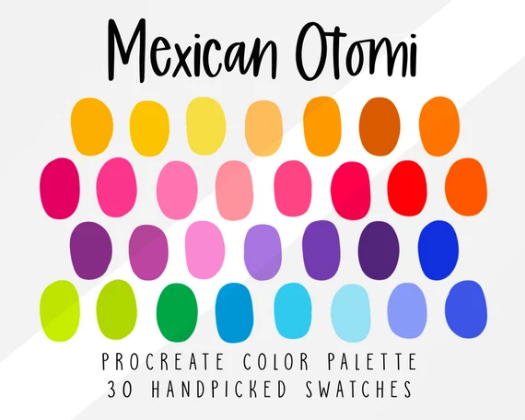 Mexican Otomi
PROCREATE COLOR PALETTE
30 HANDPICKED SWATCHES